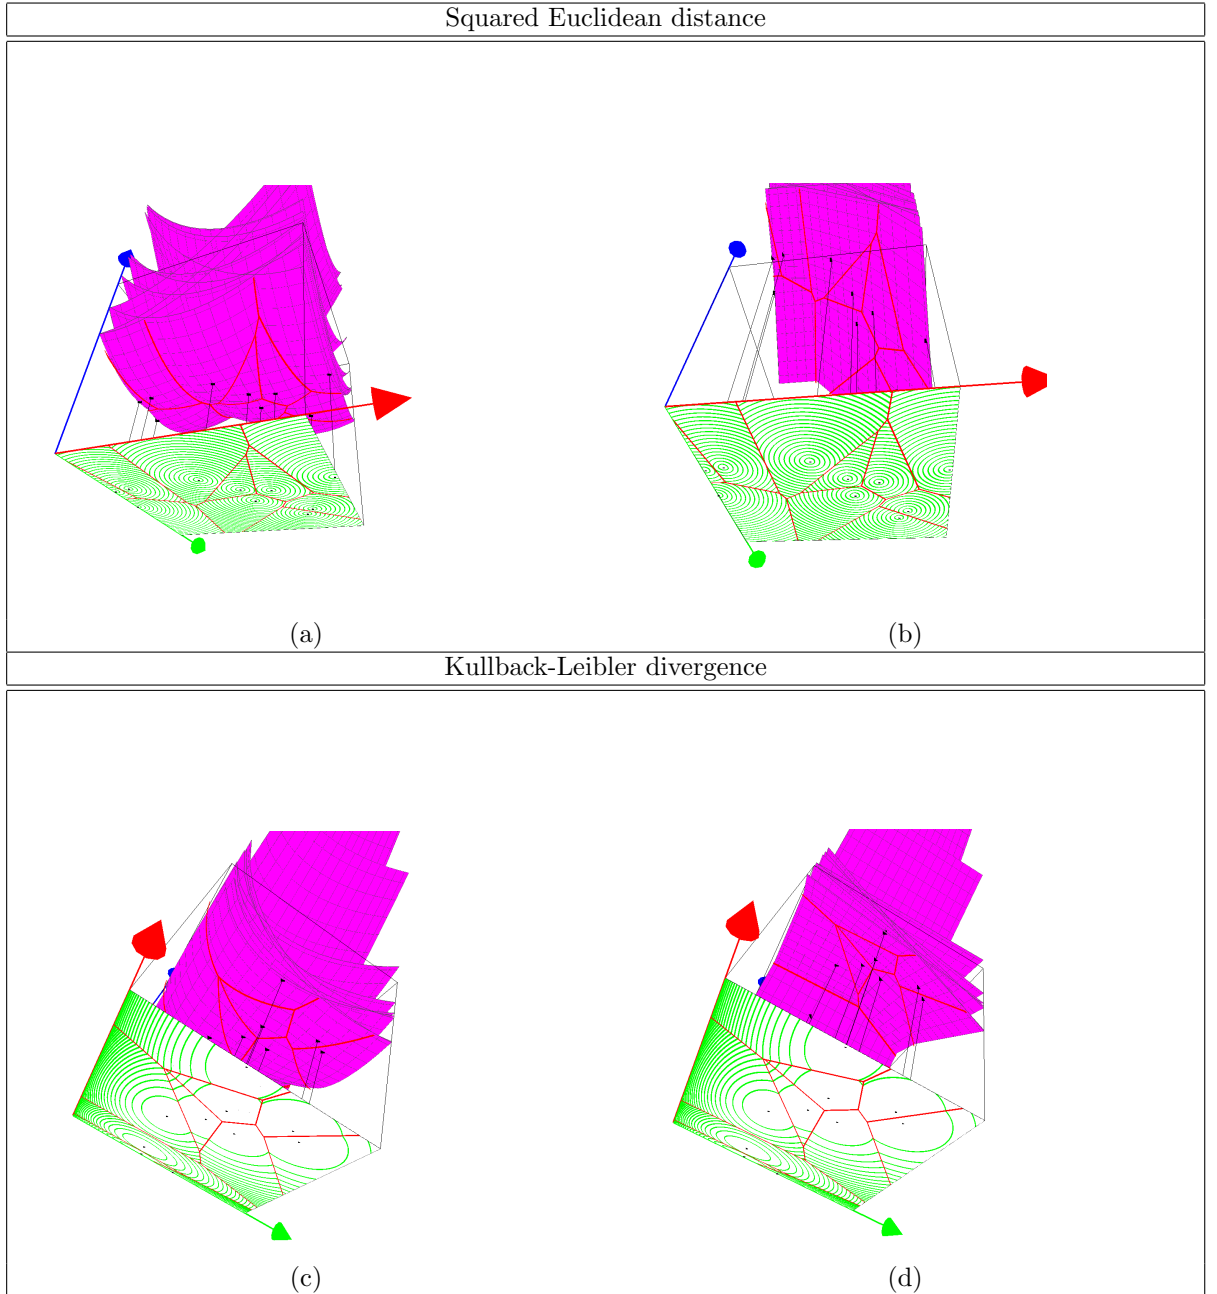 Squared Euclidean distance
(a)
(b)
Kullback-Leibler divergence
(c)
(d)